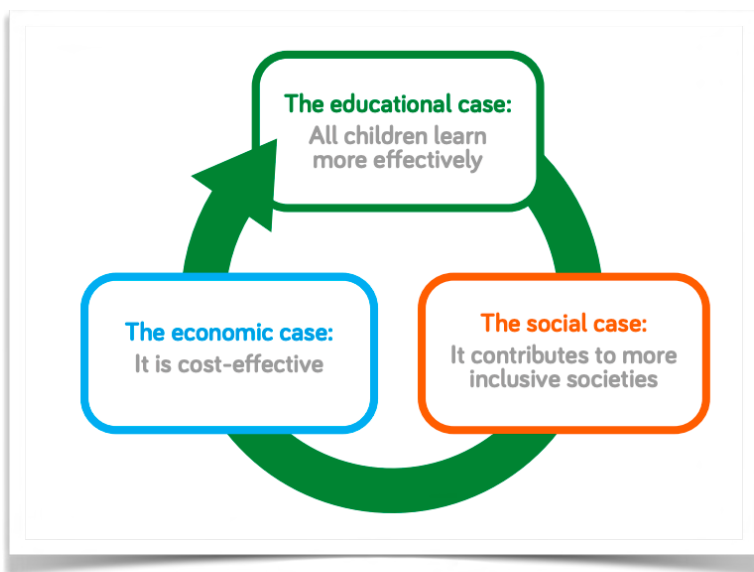 The educational case:
All children learn
more effectively
The economic case:
It is cost-effective
The social case:
It contributes to more
inclusive societies